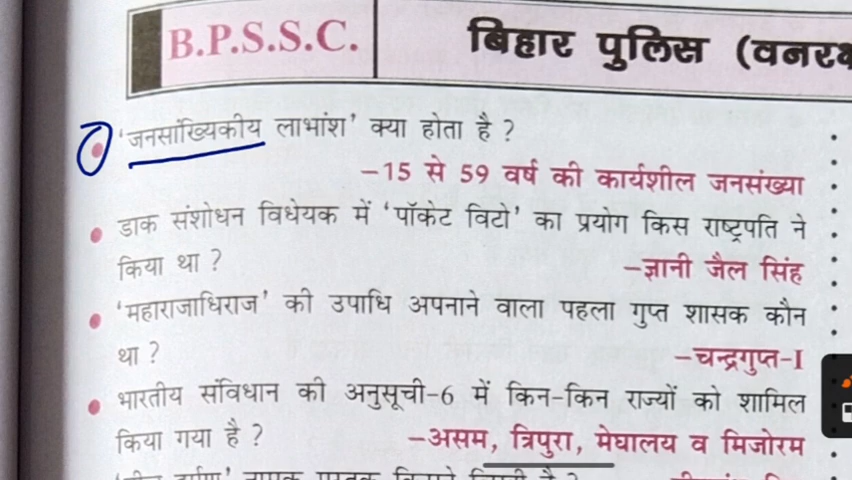 B.P.S.S.C.
बिहार पुलिस (वनरक्ष
'जनसांख्यिकीय लाभांश' क्या होता है ?
–15 से 59 वर्ष की कार्यशील जनसंख्या
डाक संशोधन विधेयक में 'पॉकेट विटो' का प्रयोग किस राष्ट्रपति ने
किया था ? –ज्ञानी जैल सिंह
'महाराजाधिराज' की उपाधि अपनाने वाला पहला गुप्त शासक कौन
था ? –चन्द्रगुप्त-I
भारतीय संविधान की अनुसूची-6 में किन-किन राज्यों को शामिल
किया गया है ? –असम, त्रिपुरा, मेघालय व मिजोरम